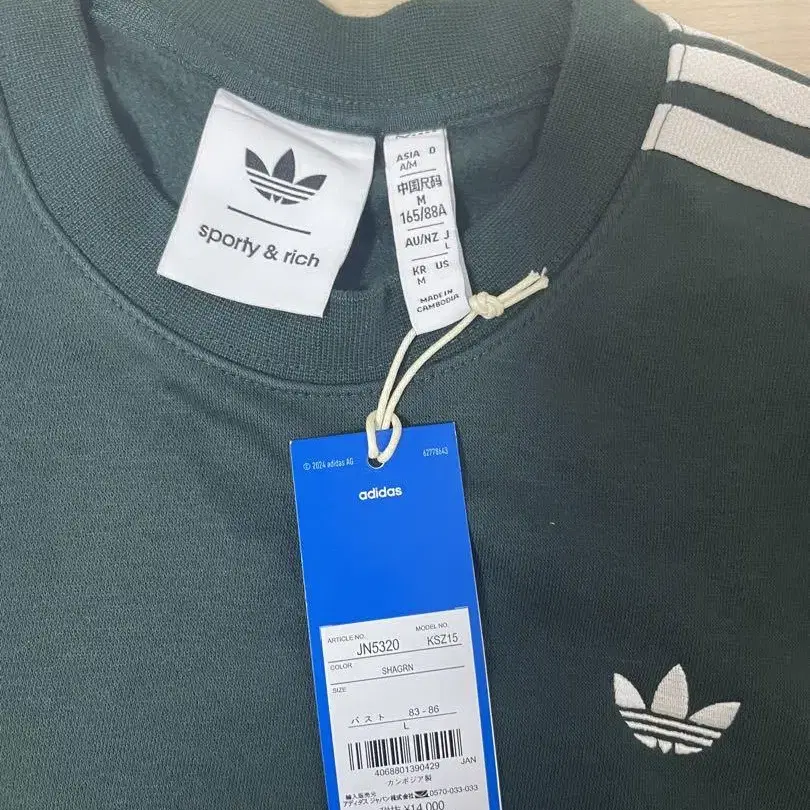 sporty & rich
ASIA D
A/M
中国尺码
M
165/88A
AU/NZ J
L
KR US
M
MADE IN
CAMBODIA
© 2024 adidas AG
62778643
adidas
ARTICLE NO.
MODEL NO.
JN5320
KSZ15
COLOR
SHAGRN
SIZE
バスト 83-86
L
4068801390429 JAN
カンボジア製
輸入販売元
アディダス ジャパン株式会社 0570-033-033
¥14,000